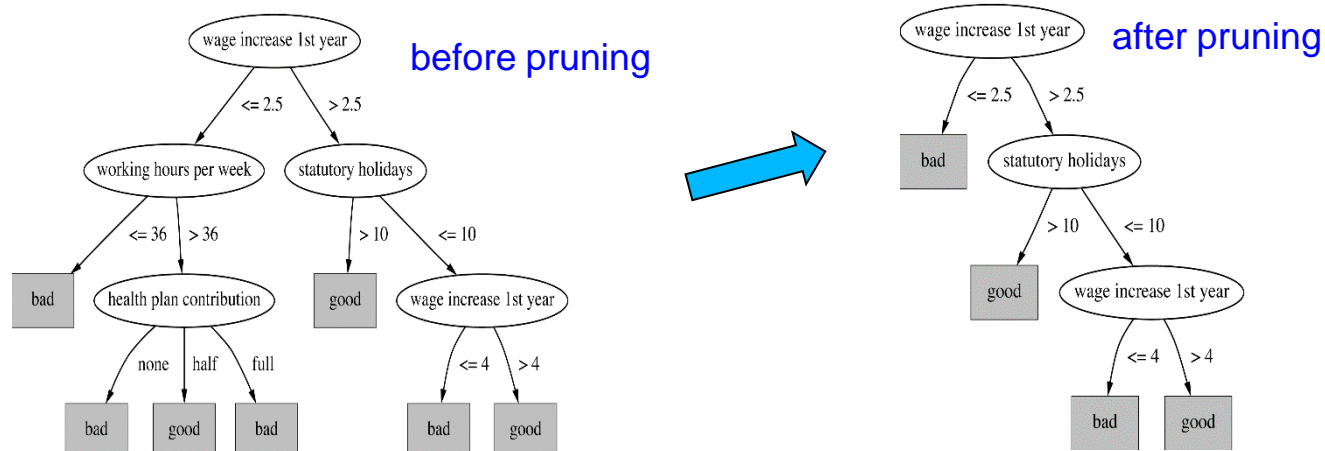 wage increase 1st year
before pruning
<= 2.5
> 2.5
working hours per week
statutory holidays
<= 36
> 36
> 10
<= 10
bad
health plan contribution
good
wage increase 1st year
none
half
full
<= 4
> 4
bad
good
bad
bad
good
wage increase 1st year
after pruning
<= 2.5
> 2.5
bad
statutory holidays
> 10
<= 10
good
wage increase 1st year
<= 4
> 4
bad
good